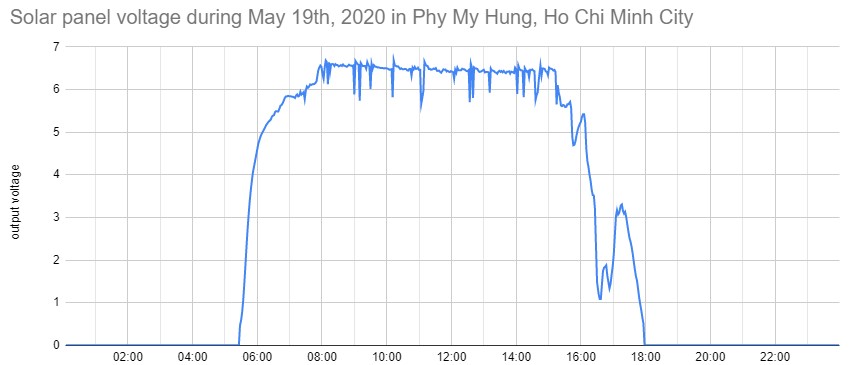 Solar panel voltage during May 19th, 2020 in Phy My Hung, Ho Chi Minh City
7
6
5
4
3
2
1
0
output voltage
02:00 04:00 06:00 08:00 10:00 12:00 14:00 16:00 18:00 20:00 22:00